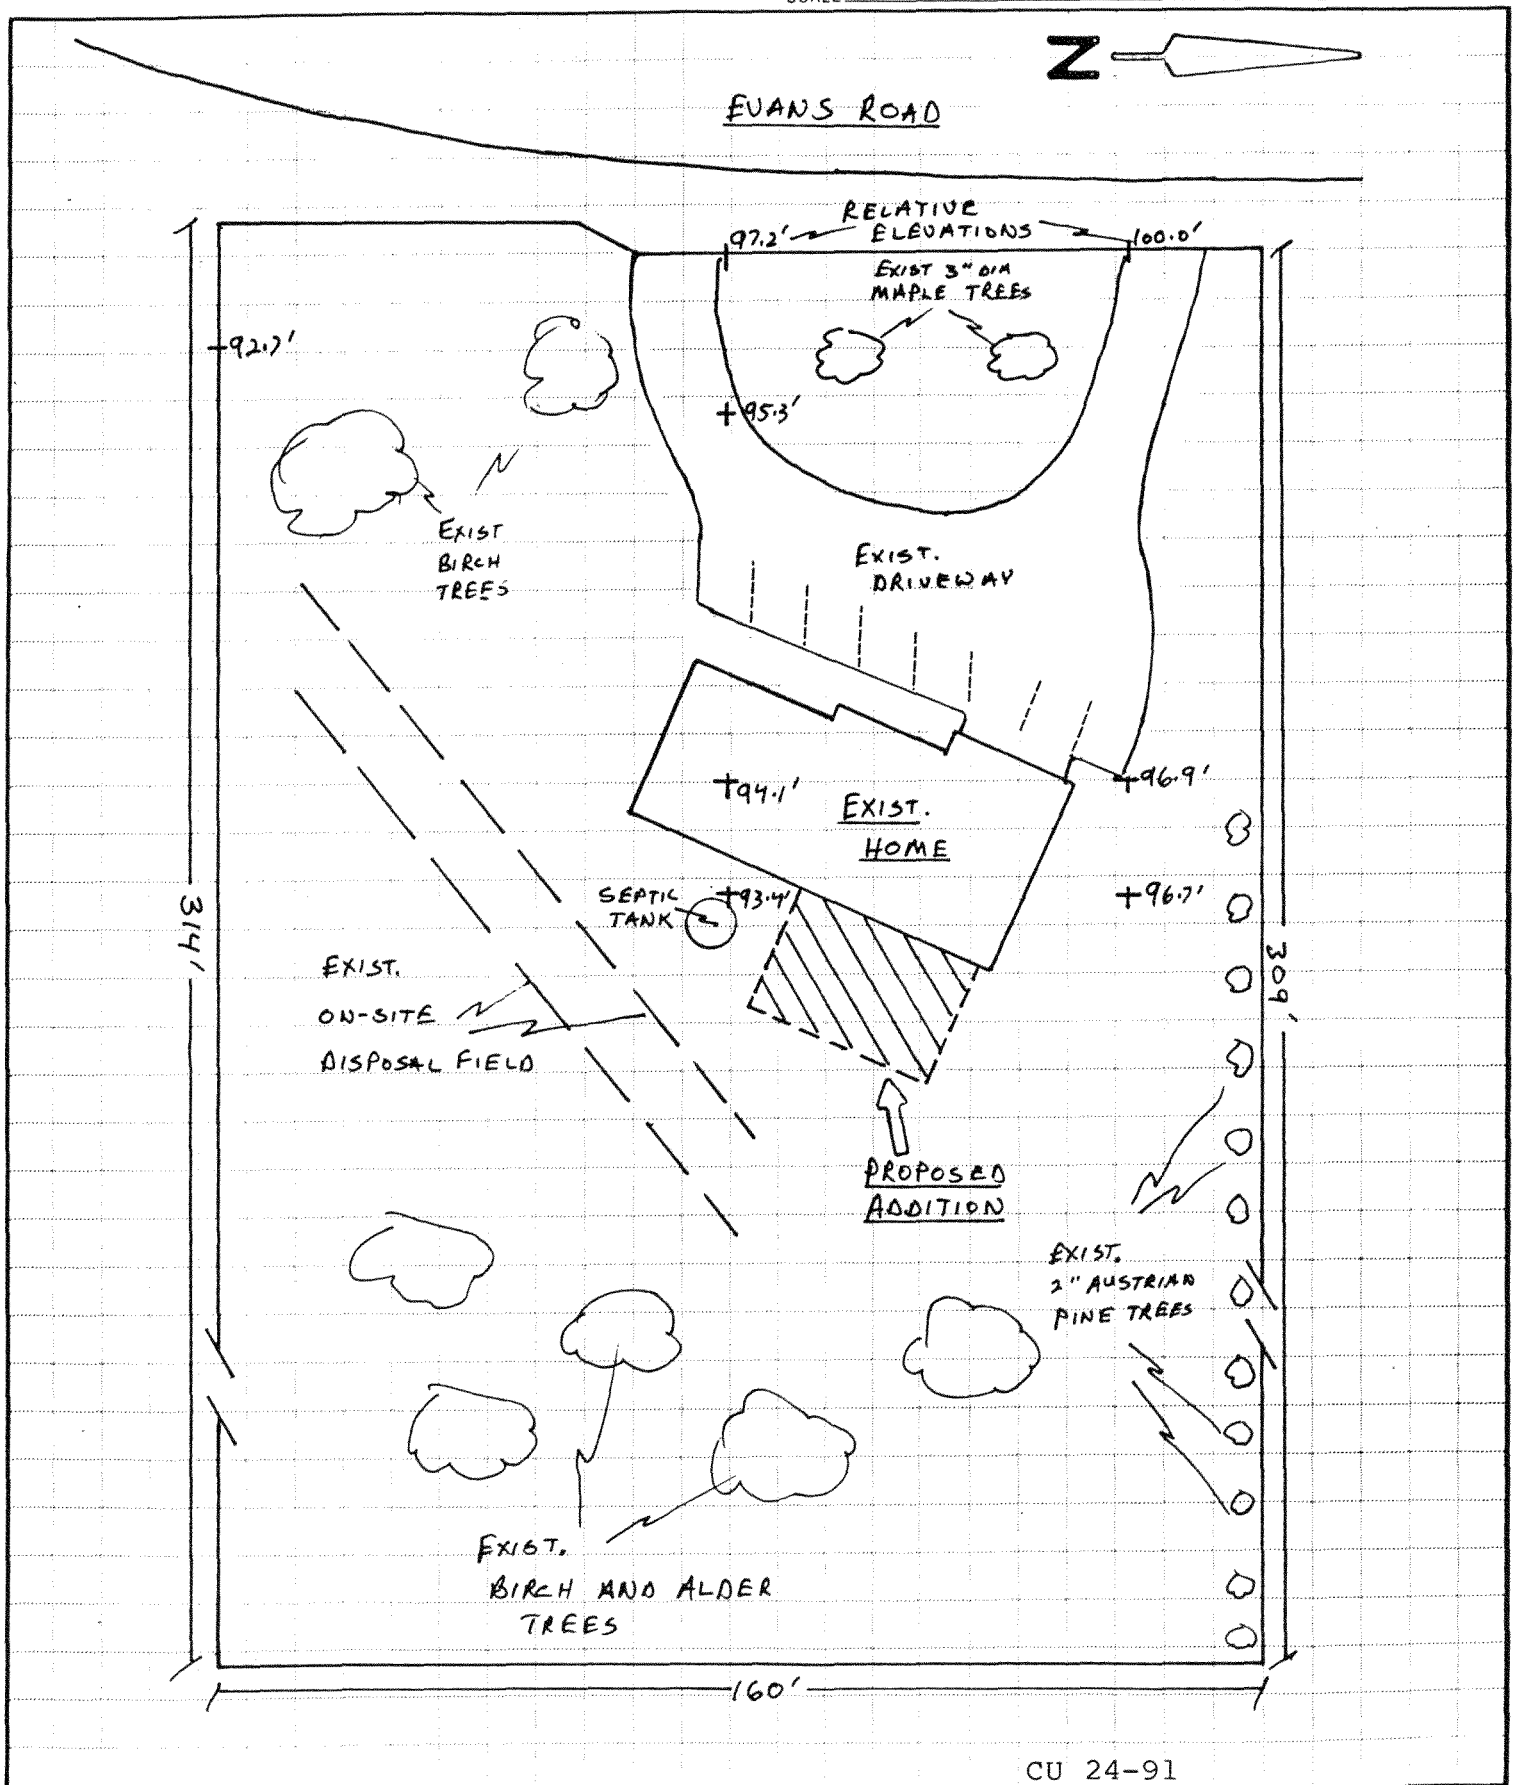 N
EVANS ROAD
RELATIVE
ELEVATIONS
97.2'
100.0'
EXIST 3" DIA
MAPLE TREES
92.7'
95.3'
EXIST
BIRCH
TREES
EXIST.
DRIVEWAY
94.1'
96.9'
EXIST.
HOME
SEPTIC
TANK
93.4'
96.7'
314'
309'
EXIST.
ON-SITE
DISPOSAL FIELD
PROPOSED
ADDITION
EXIST.
2" AUSTRIAN
PINE TREES
EXIST.
BIRCH AND ALDER
TREES
160'
CU 24-91